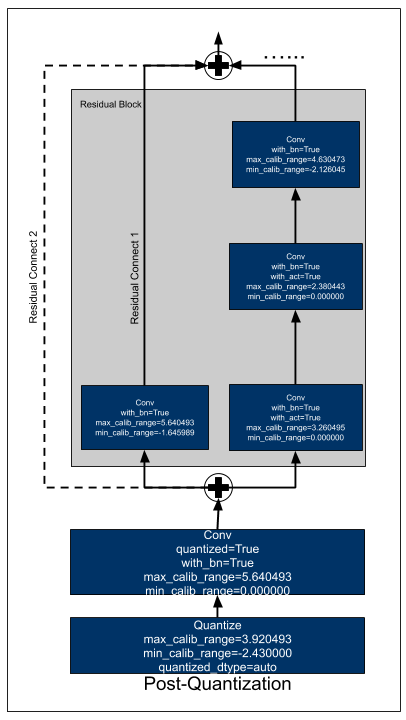 ......
Residual Block
Conv
with_bn=True
max_calib_range=4.630473
min_calib_range=-2.126045
Residual Connect 2
Residual Connect 1
Conv
with_bn=True
with_act=True
max_calib_range=2.380443
min_calib_range=0.000000
Conv
with_bn=True
max_calib_range=5.640493
min_calib_range=-1.645989
Conv
with_bn=True
with_act=True
max_calib_range=3.260495
min_calib_range=0.000000
Conv
quantized=True
with_bn=True
max_calib_range=5.640493
min_calib_range=0.000000
Quantize
max_calib_range=3.920493
min_calib_range=-2.430000
quantized_dtype=auto
Post-Quantization